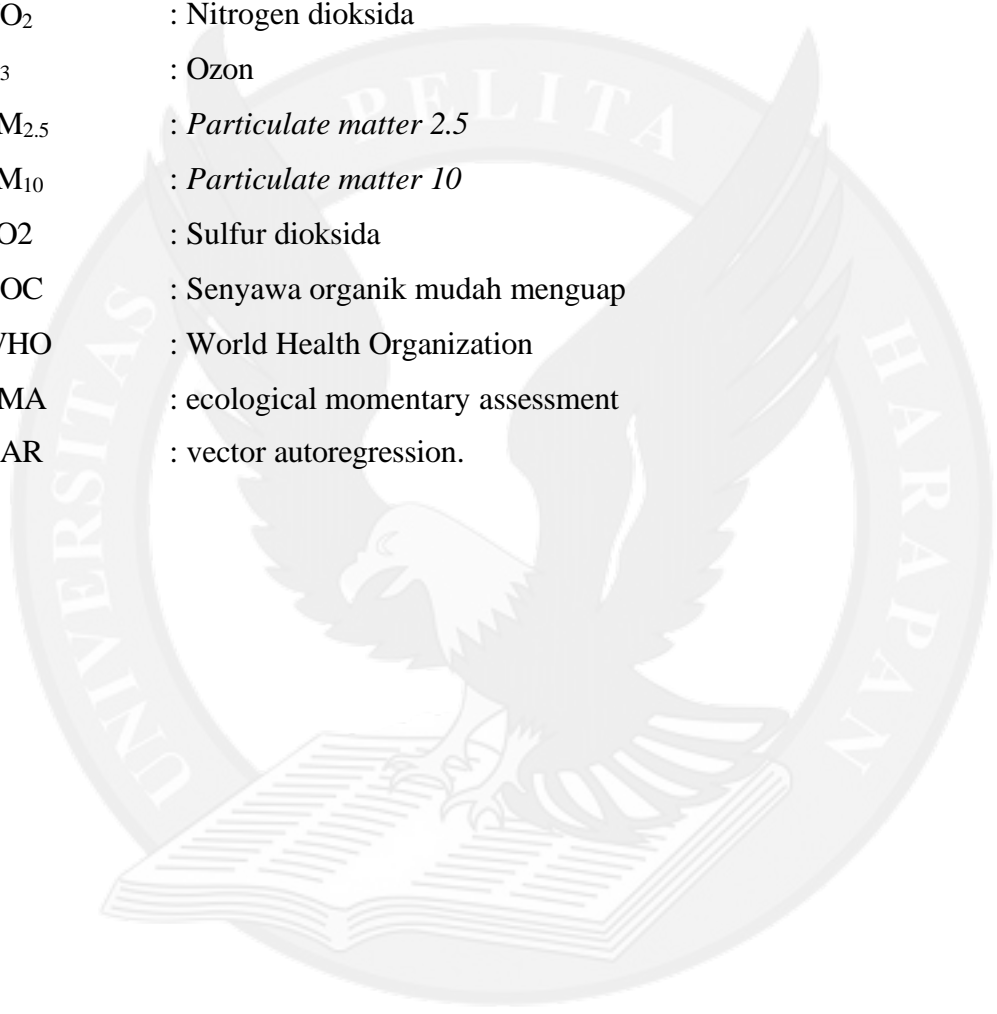 O₂ : Nitrogen dioksida
₃ : Ozon
M₂.₅ : Particulate matter 2.5
M₁₀ : Particulate matter 10
O2 : Sulfur dioksida
OC : Senyawa organik mudah menguap
VHO : World Health Organization
MA : ecological momentary assessment
AR : vector autoregression.
UNIVERSITAS PELITA HARAPAN